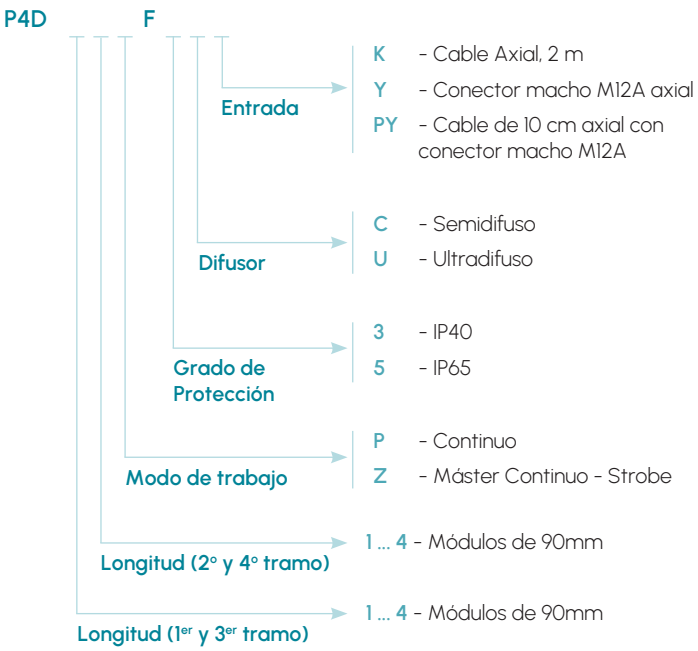 P4D F
K - Cable Axial, 2 m
Y - Conector macho M12A axial
PY - Cable de 10 cm axial con
conector macho M12A
Entrada
C - Semidifuso
U - Ultradifuso
Difusor
3 - IP40
5 - IP65
Grado de
Protección
P - Continuo
Z - Máster Continuo - Strobe
Modo de trabajo
1 ... 4 - Módulos de 90mm
Longitud (2º y 4º tramo)
1 ... 4 - Módulos de 90mm
Longitud (1er y 3er tramo)